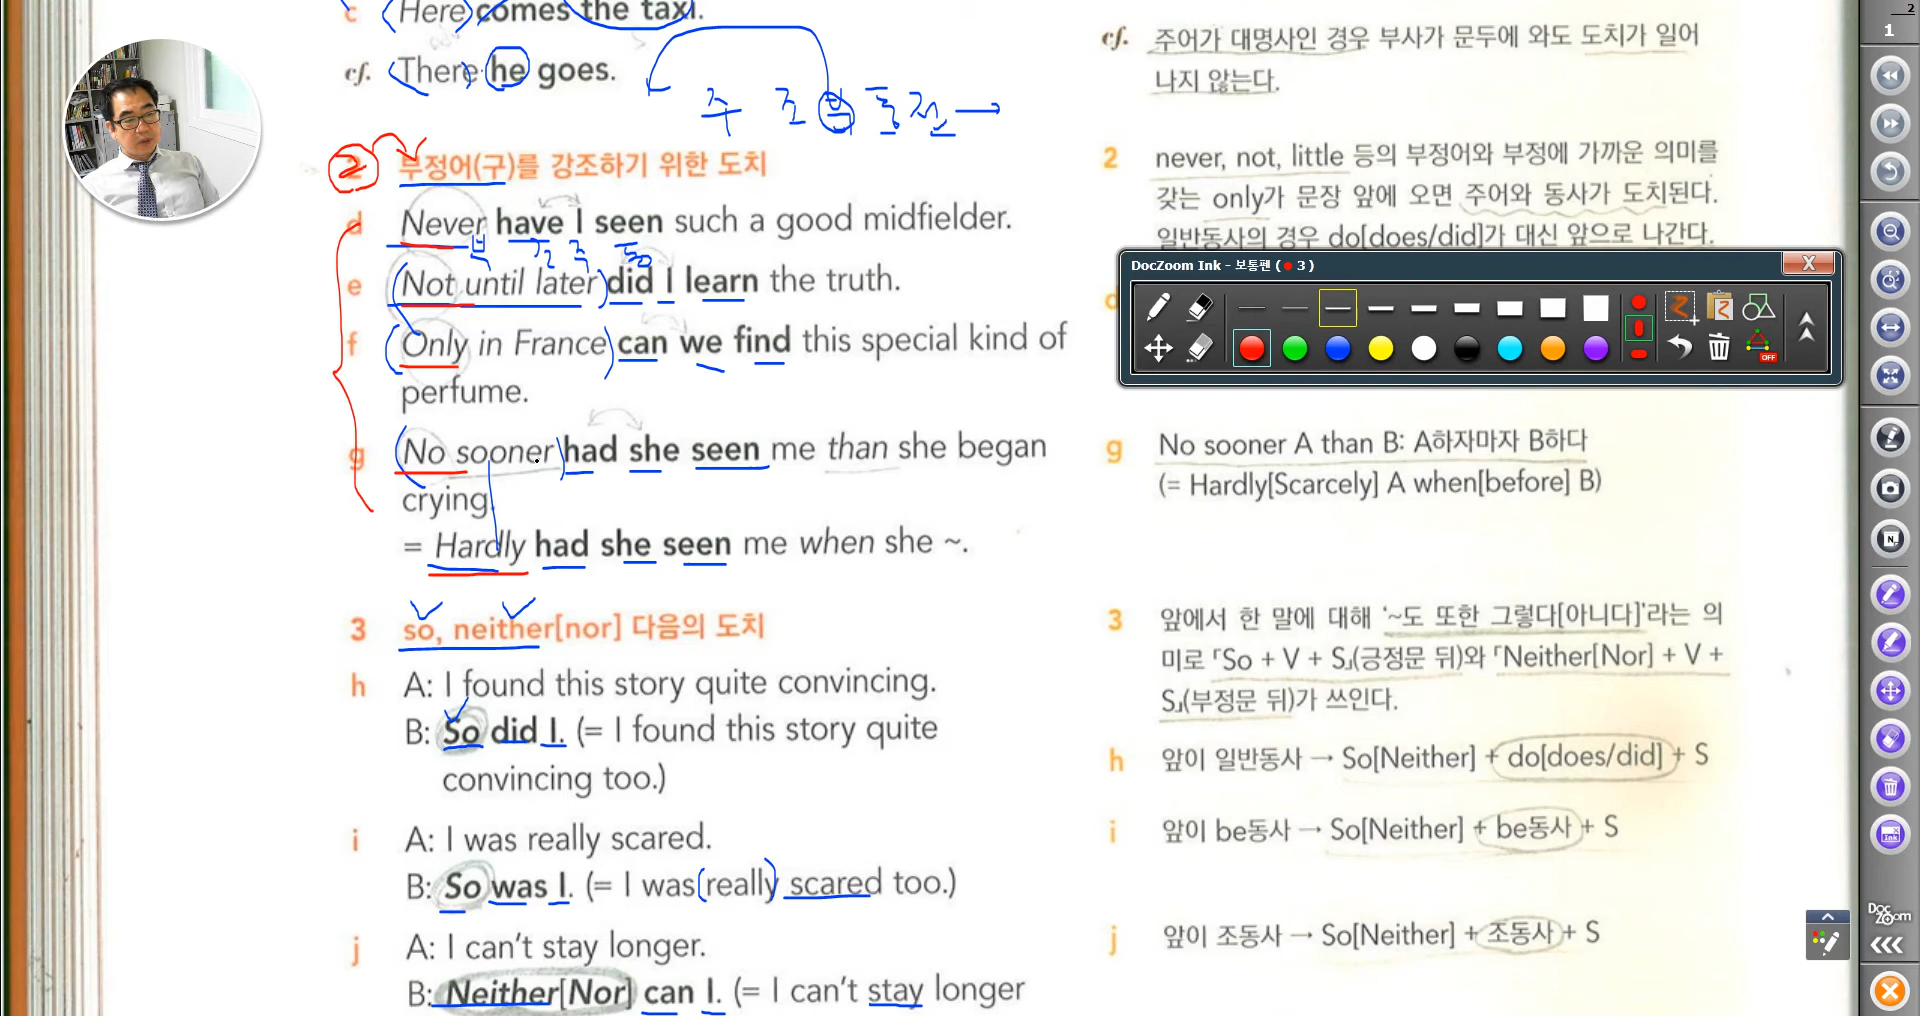 c Here comes the taxi.
cf. There he goes.
주 조 부 동 전 →
2 부정어(구)를 강조하기 위한 도치
d Never have I seen such a good midfielder.
부 조 주 동
e Not until later did I learn the truth.
f Only in France can we find this special kind of
perfume.
g No sooner had she seen me than she began
crying.
= Hardly had she seen me when she ~.
3 so, neither[nor] 다음의 도치
h A: I found this story quite convincing.
B: So did I. (= I found this story quite
convincing too.)
i A: I was really scared.
B: So was I. (= I was really scared too.)
j A: I can't stay longer.
B: Neither[Nor] can I. (= I can't stay longer
cf. 주어가 대명사인 경우 부사가 문두에 와도 도치가 일어
나지 않는다.
2 never, not, little 등의 부정어와 부정에 가까운 의미를
갖는 only가 문장 앞에 오면 주어와 동사가 도치된다.
일반동사의 경우 do[does/did]가 대신 앞으로 나간다.
d
DocZoom Ink - 보통펜 ( 3 )
X
OFF
g No sooner A than B: A하자마자 B하다
(= Hardly[Scarcely] A when[before] B)
3 앞에서 한 말에 대해 '~도 또한 그렇다[아니다]'라는 의
미로 「So + V + S」(긍정문 뒤)와 「Neither[Nor] + V +
S」(부정문 뒤)가 쓰인다.
h 앞이 일반동사 → So[Neither] + do[does/did] + S
i 앞이 be동사 → So[Neither] + be동사 + S
j 앞이 조동사 → So[Neither] + 조동사 + S
2
1
N
Ink
Doc
Zoom